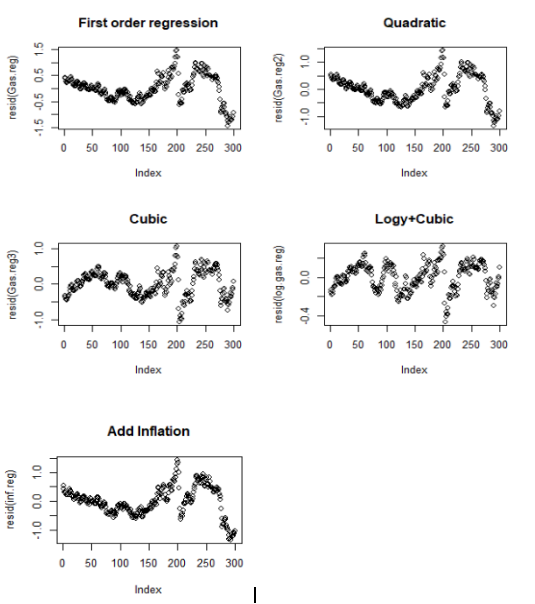 First order regression
resid(Gas.reg)
1.5
0.5
-0.5
-1.5
0 50 100 150 200 250 300
Index
Quadratic
resid(Gas.reg2)
1.0
0.0
-1.0
0 50 100 150 200 250 300
Index
Cubic
resid(Gas.reg3)
1.0
0.0
-1.0
0 50 100 150 200 250 300
Index
Logy+Cubic
resid(log.gas.reg)
0.0
-0.4
0 50 100 150 200 250 300
Index
Add Inflation
resid(inf.reg)
1.0
0.0
-1.0
0 50 100 150 200 250 300
Index